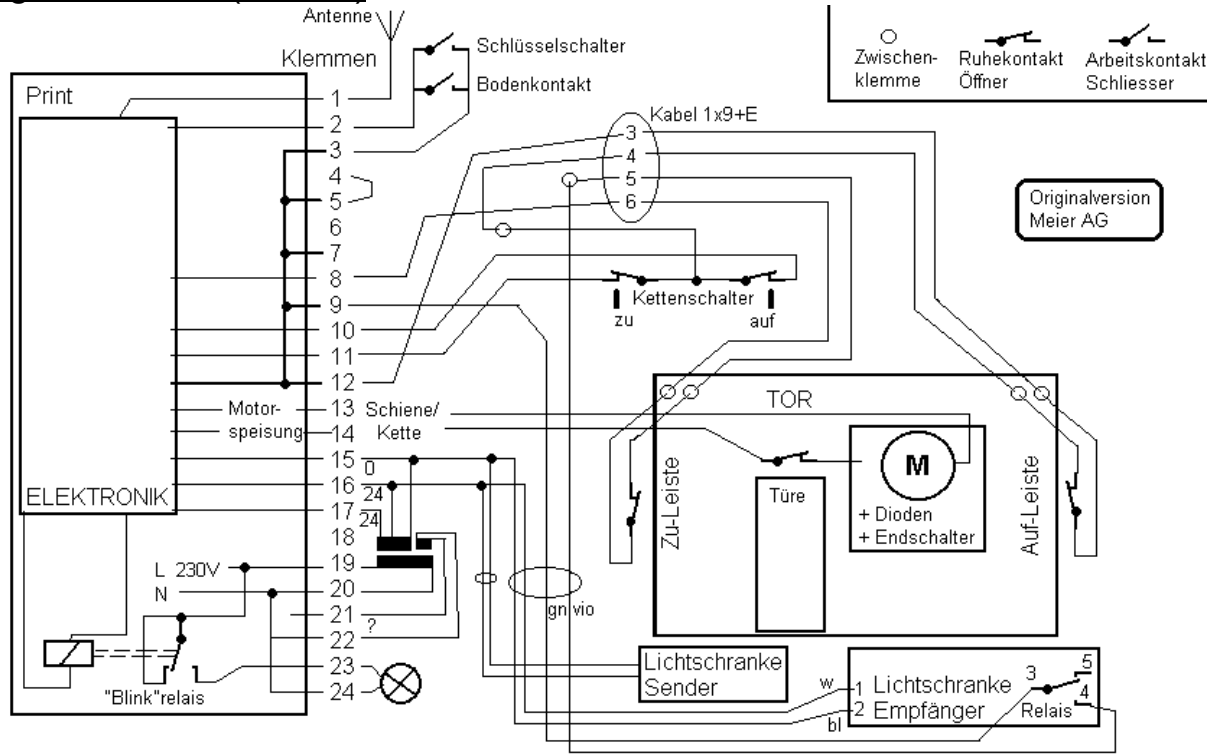 Antenne
Klemmen
Schlüsselschalter
Bodenkontakt
Zwischen-
klemme
Ruhekontakt
Öffner
Arbeitskontakt
Schliesser
Print
ELEKTRONIK
1
2
3
4
5
6
7
8
9
10
11
12
13
14
15
16
17
18
19
20
21
22
23
24
Kabel 1x9+E
3
4
5
6
Originalversion
Meier AG
Kettenschalter
zu
auf
Motor-
speisung
Schiene/
Kette
0
24
24
L 230V
N
?
"Blink"relais
gn
vio
TOR
Zu-Leiste
Türe
M
+ Dioden
+ Endschalter
Auf-Leiste
Lichtschranke
Sender
w
bl
1 Lichtschranke
2 Empfänger
3
5
4
Relais